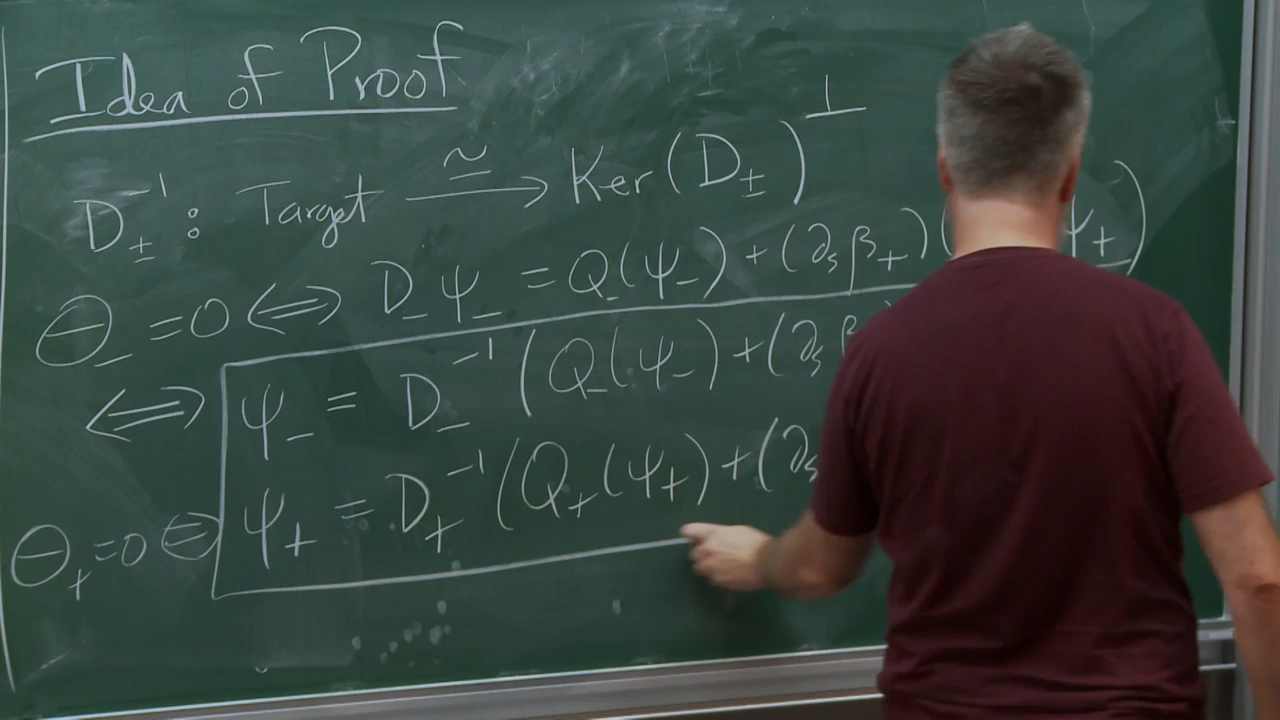 Idea of Proof
D±⁻¹ : Target ≅→ Ker(D±)⊥
Θ₋ = 0 ⟺ D₋ψ₋ = Q₋(ψ₋) + (∂ₛβ₊)( ψ₊)
⟺ ψ₋ = D₋⁻¹(Q₋(ψ₋) + (∂ₛβ
Θ₊ = 0 ⟺ ψ₊ = D₊⁻¹(Q₊(ψ₊) + (∂ₛ